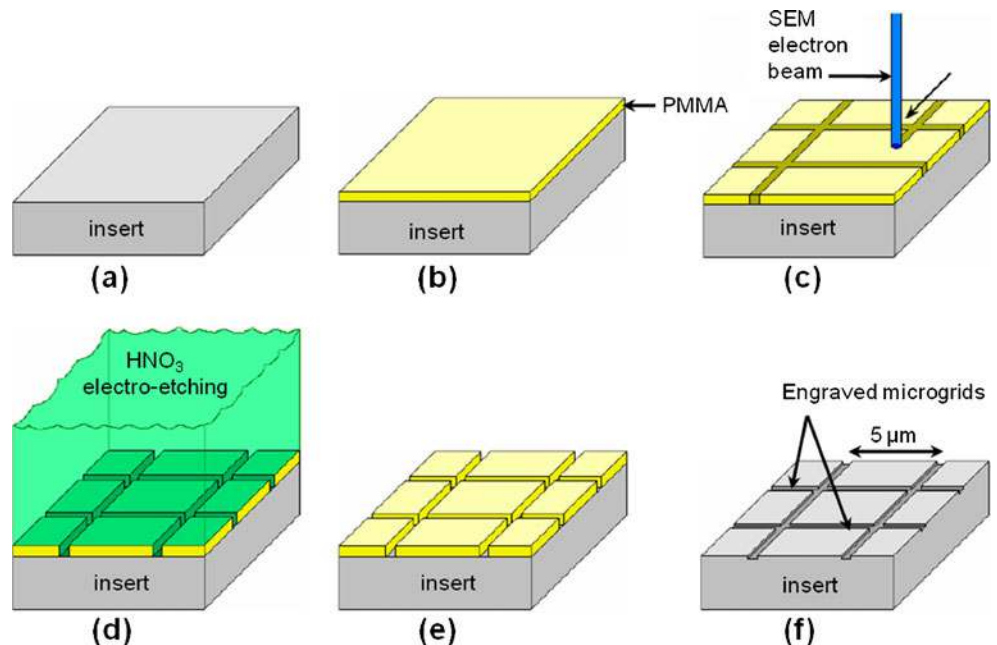 insert
(a)
PMMA
insert
(b)
SEM
electron
beam
insert
(c)
HNO₃
electro-etching
insert
(d)
insert
(e)
Engraved microgrids
5 µm
insert
(f)